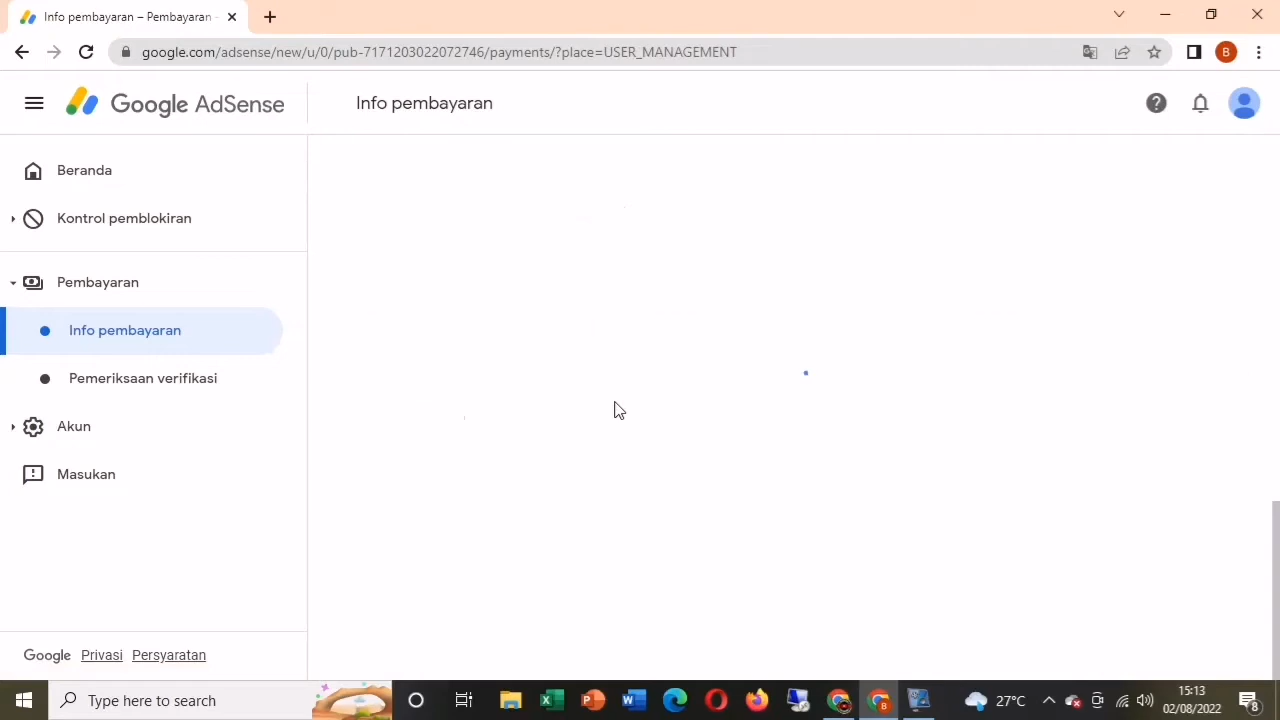 Info pembayaran – Pembayaran -
google.com/adsense/new/u/0/pub-7171203022072746/payments/?place=USER_MANAGEMENT
B
Google AdSense
Info pembayaran
Beranda
Kontrol pemblokiran
Pembayaran
Info pembayaran
Pemeriksaan verifikasi
Akun
Masukan
Google Privasi Persyaratan
Type here to search
27°C
15:13
02/08/2022
8